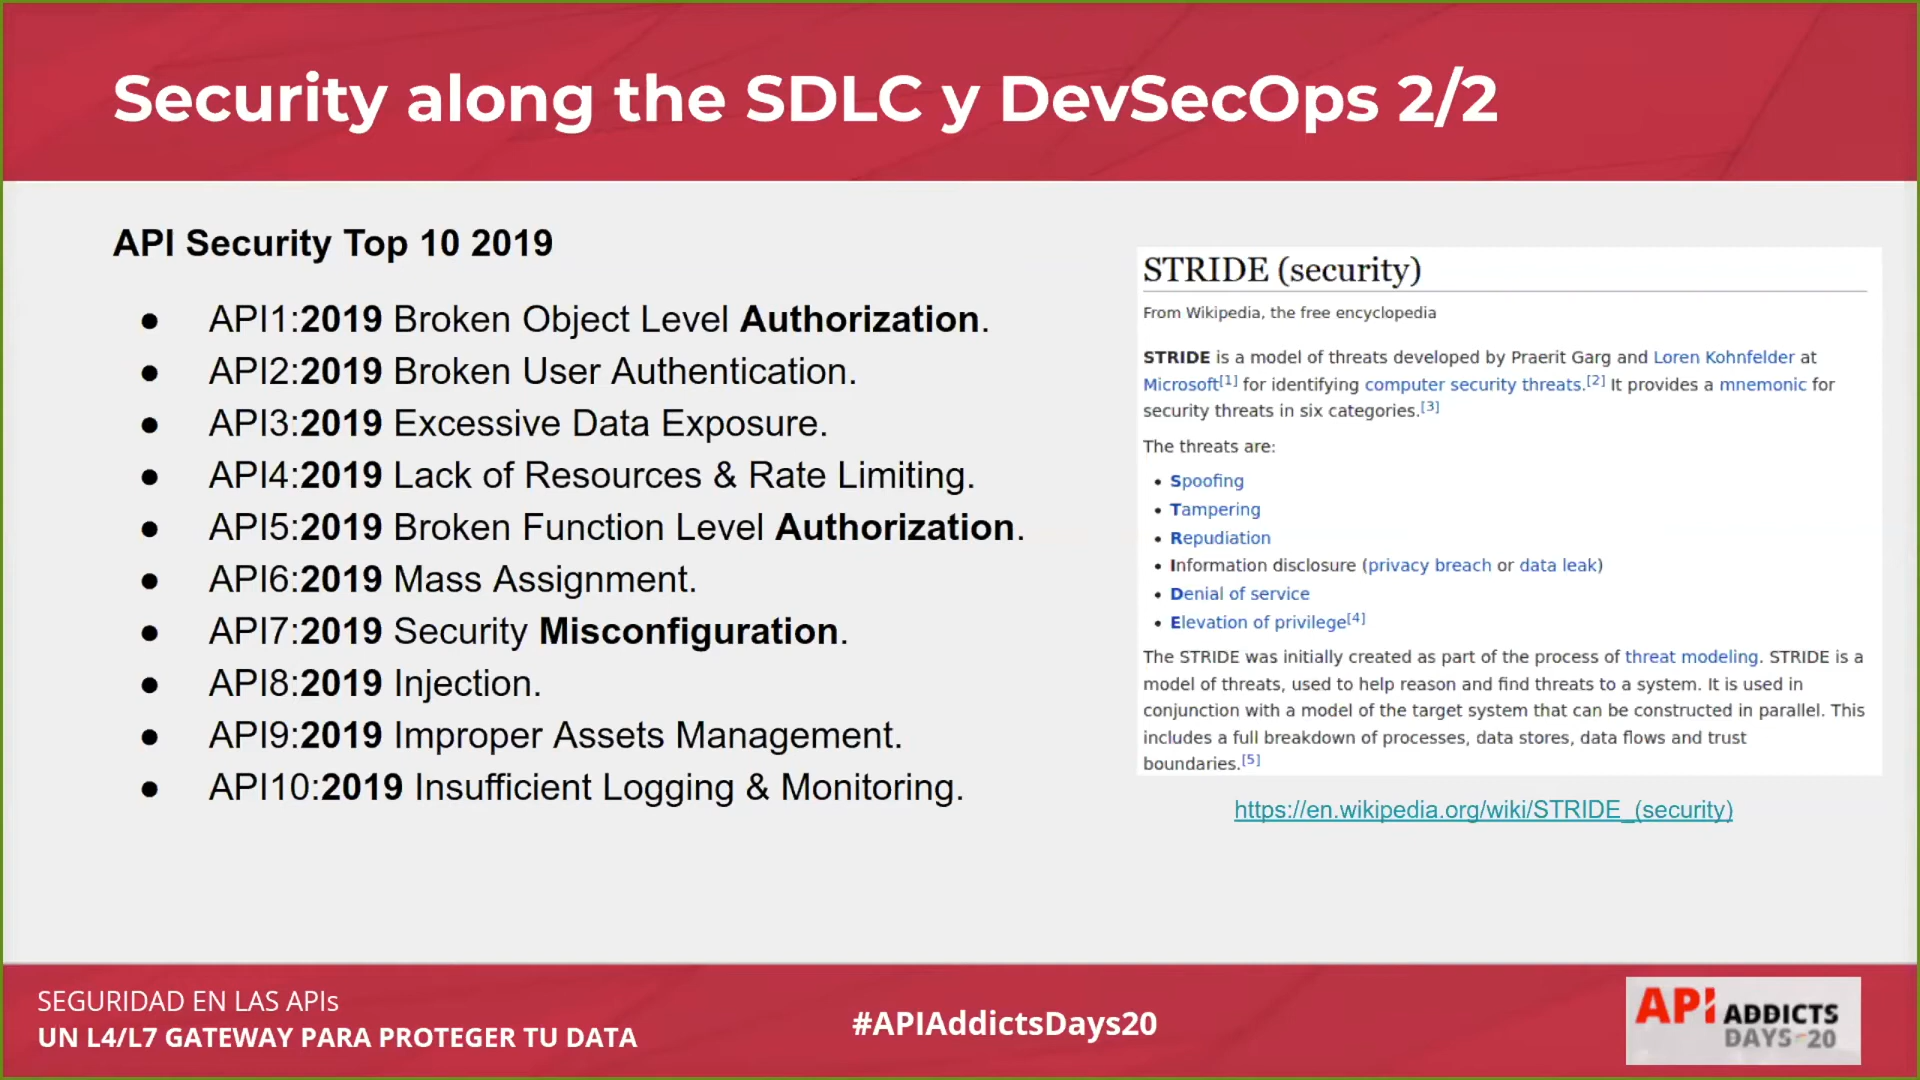 Security along the SDLC y DevSecOps 2/2
API Security Top 10 2019
● API1:2019 Broken Object Level Authorization.
● API2:2019 Broken User Authentication.
● API3:2019 Excessive Data Exposure.
● API4:2019 Lack of Resources & Rate Limiting.
● API5:2019 Broken Function Level Authorization.
● API6:2019 Mass Assignment.
● API7:2019 Security Misconfiguration.
● API8:2019 Injection.
● API9:2019 Improper Assets Management.
● API10:2019 Insufficient Logging & Monitoring.
STRIDE (security)
From Wikipedia, the free encyclopedia
STRIDE is a model of threats developed by Praerit Garg and Loren Kohnfelder at
Microsoft[1] for identifying computer security threats.[2] It provides a mnemonic for
security threats in six categories.[3]
The threats are:
• Spoofing
• Tampering
• Repudiation
• Information disclosure (privacy breach or data leak)
• Denial of service
• Elevation of privilege[4]
The STRIDE was initially created as part of the process of threat modeling. STRIDE is a
model of threats, used to help reason and find threats to a system. It is used in
conjunction with a model of the target system that can be constructed in parallel. This
includes a full breakdown of processes, data stores, data flows and trust
boundaries.[5]
https://en.wikipedia.org/wiki/STRIDE_(security)
SEGURIDAD EN LAS APIs
UN L4/L7 GATEWAY PARA PROTEGER TU DATA
#APIAddictsDays20
API ADDICTS
DAYS-20